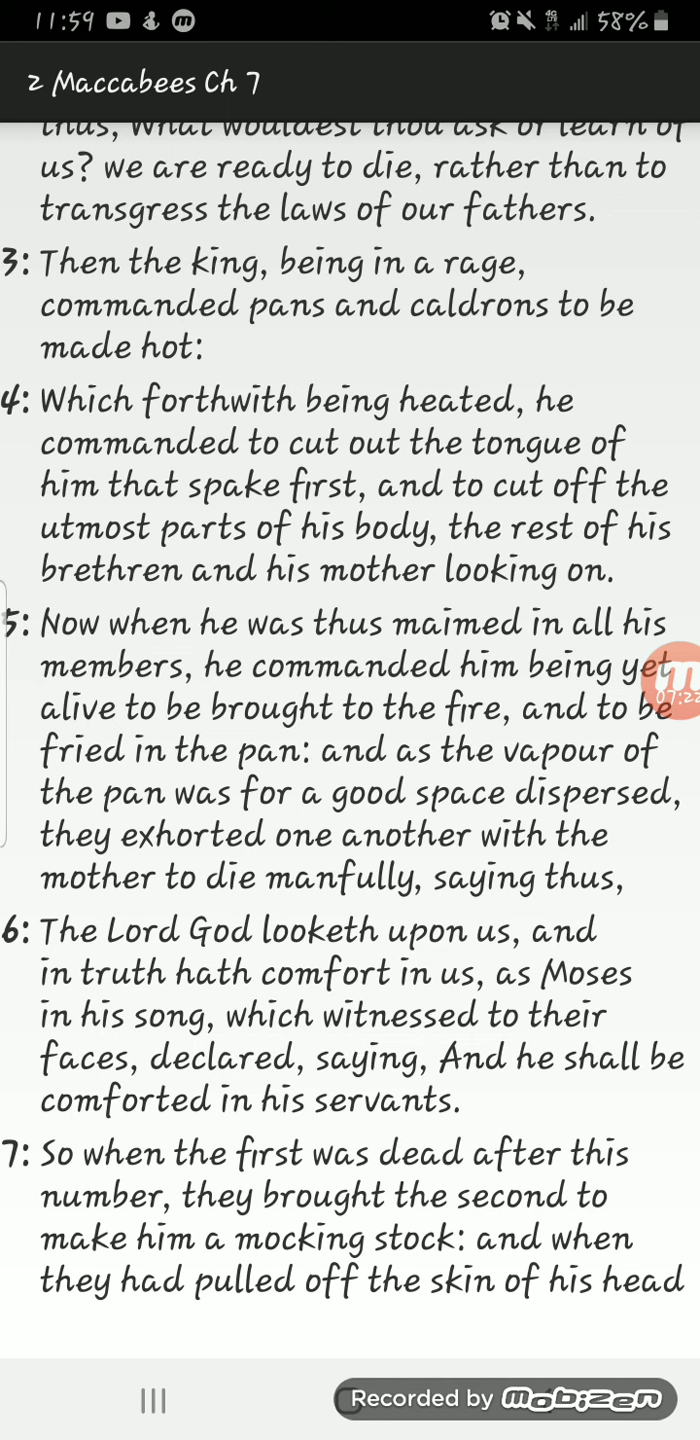 11:59
4G
58%
2 Maccabees Ch 7
thus, What wouldest thou ask or learn of
us? we are ready to die, rather than to
transgress the laws of our fathers.
3: Then the king, being in a rage,
commanded pans and caldrons to be
made hot:
4: Which forthwith being heated, he
commanded to cut out the tongue of
him that spake first, and to cut off the
utmost parts of his body, the rest of his
brethren and his mother looking on.
5: Now when he was thus maimed in all his
members, he commanded him being yet
alive to be brought to the fire, and to be
fried in the pan: and as the vapour of
the pan was for a good space dispersed,
they exhorted one another with the
mother to die manfully, saying thus,
6: The Lord God looketh upon us, and
in truth hath comfort in us, as Moses
in his song, which witnessed to their
faces, declared, saying, And he shall be
comforted in his servants.
7: So when the first was dead after this
number, they brought the second to
make him a mocking stock: and when
they had pulled off the skin of his head
Recorded by mobizen